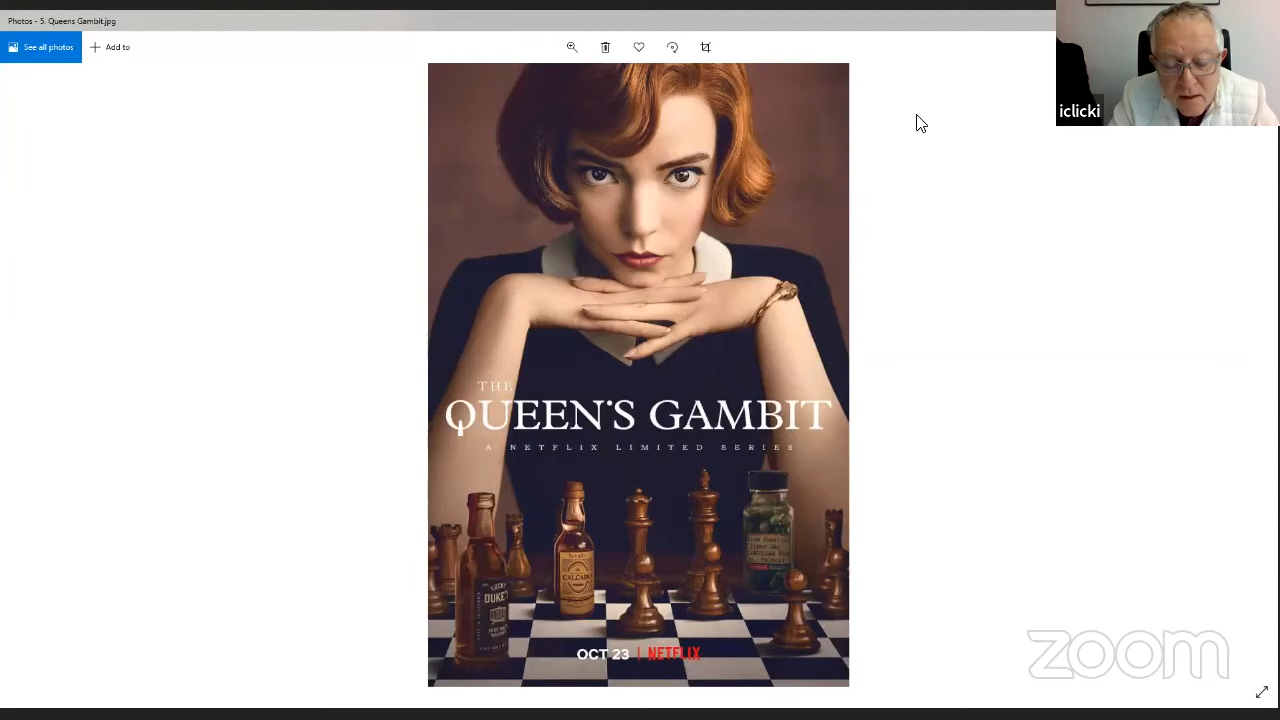 Photos - 5. Queens Gambit.jpg
See all photos
Add to
iclicki
THE
QUEEN'S GAMBIT
A NETFLIX LIMITED SERIES
DUKE'S
OCT 23 | NETFLIX
zoom